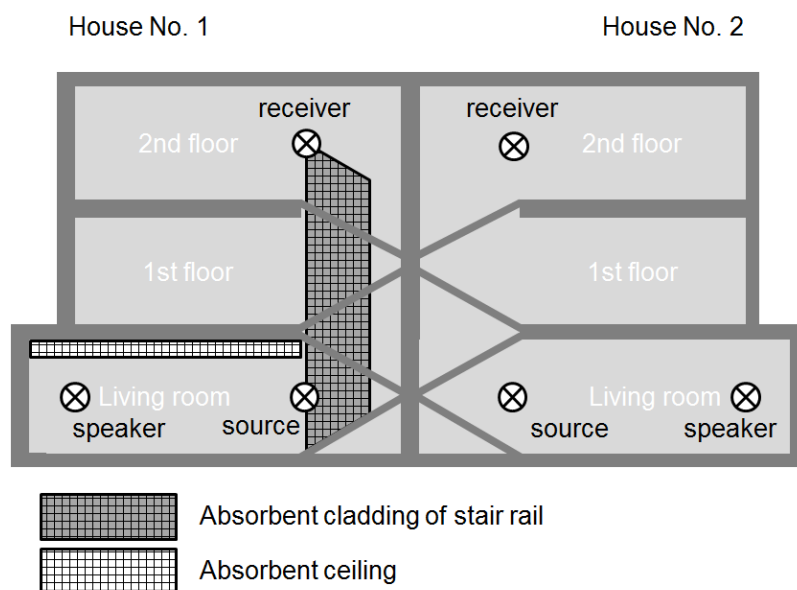 House No. 1
House No. 2
receiver
receiver
2nd floor
2nd floor
1st floor
1st floor
Living room
Living room
speaker
source
source
speaker
Absorbent cladding of stair rail
Absorbent ceiling